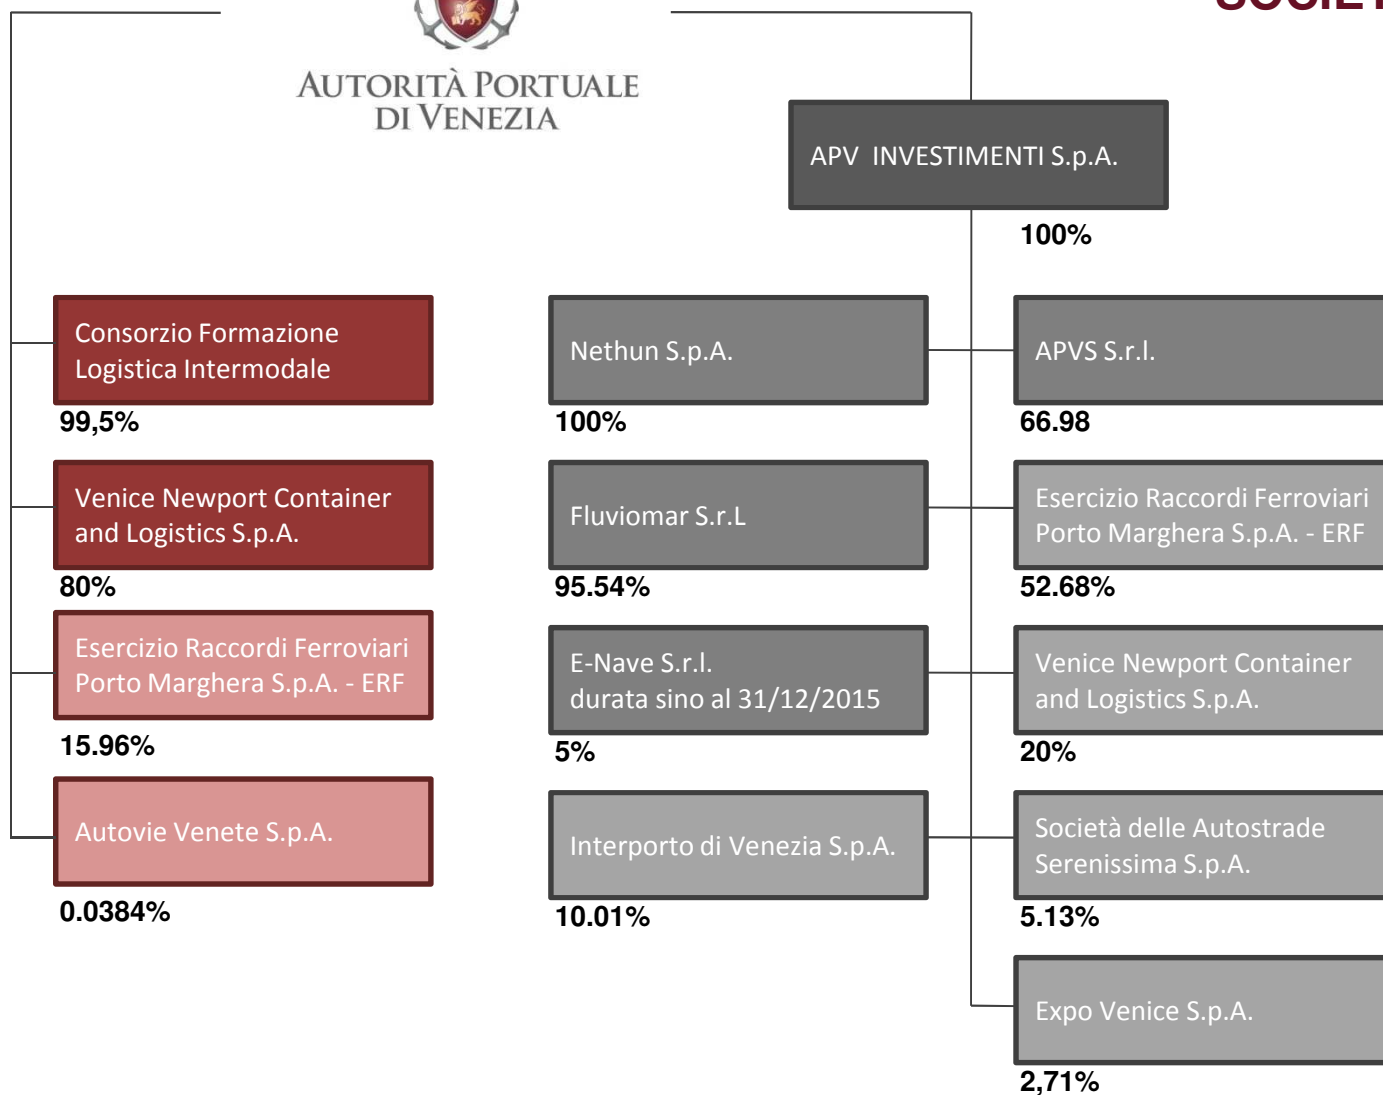 AUTORITÀ PORTUALE
DI VENEZIA
APV INVESTIMENTI S.p.A.
100%
Consorzio Formazione
Logistica Intermodale
99,5%
Venice Newport Container
and Logistics S.p.A.
80%
Esercizio Raccordi Ferroviari
Porto Marghera S.p.A. - ERF
15.96%
Autovie Venete S.p.A.
0.0384%
Nethun S.p.A.
100%
Fluviomar S.r.L
95.54%
E-Nave S.r.l.
durata sino al 31/12/2015
5%
Interporto di Venezia S.p.A.
10.01%
APVS S.r.l.
66.98
Esercizio Raccordi Ferroviari
Porto Marghera S.p.A. - ERF
52.68%
Venice Newport Container
and Logistics S.p.A.
20%
Società delle Autostrade
Serenissima S.p.A.
5.13%
Expo Venice S.p.A.
2,71%